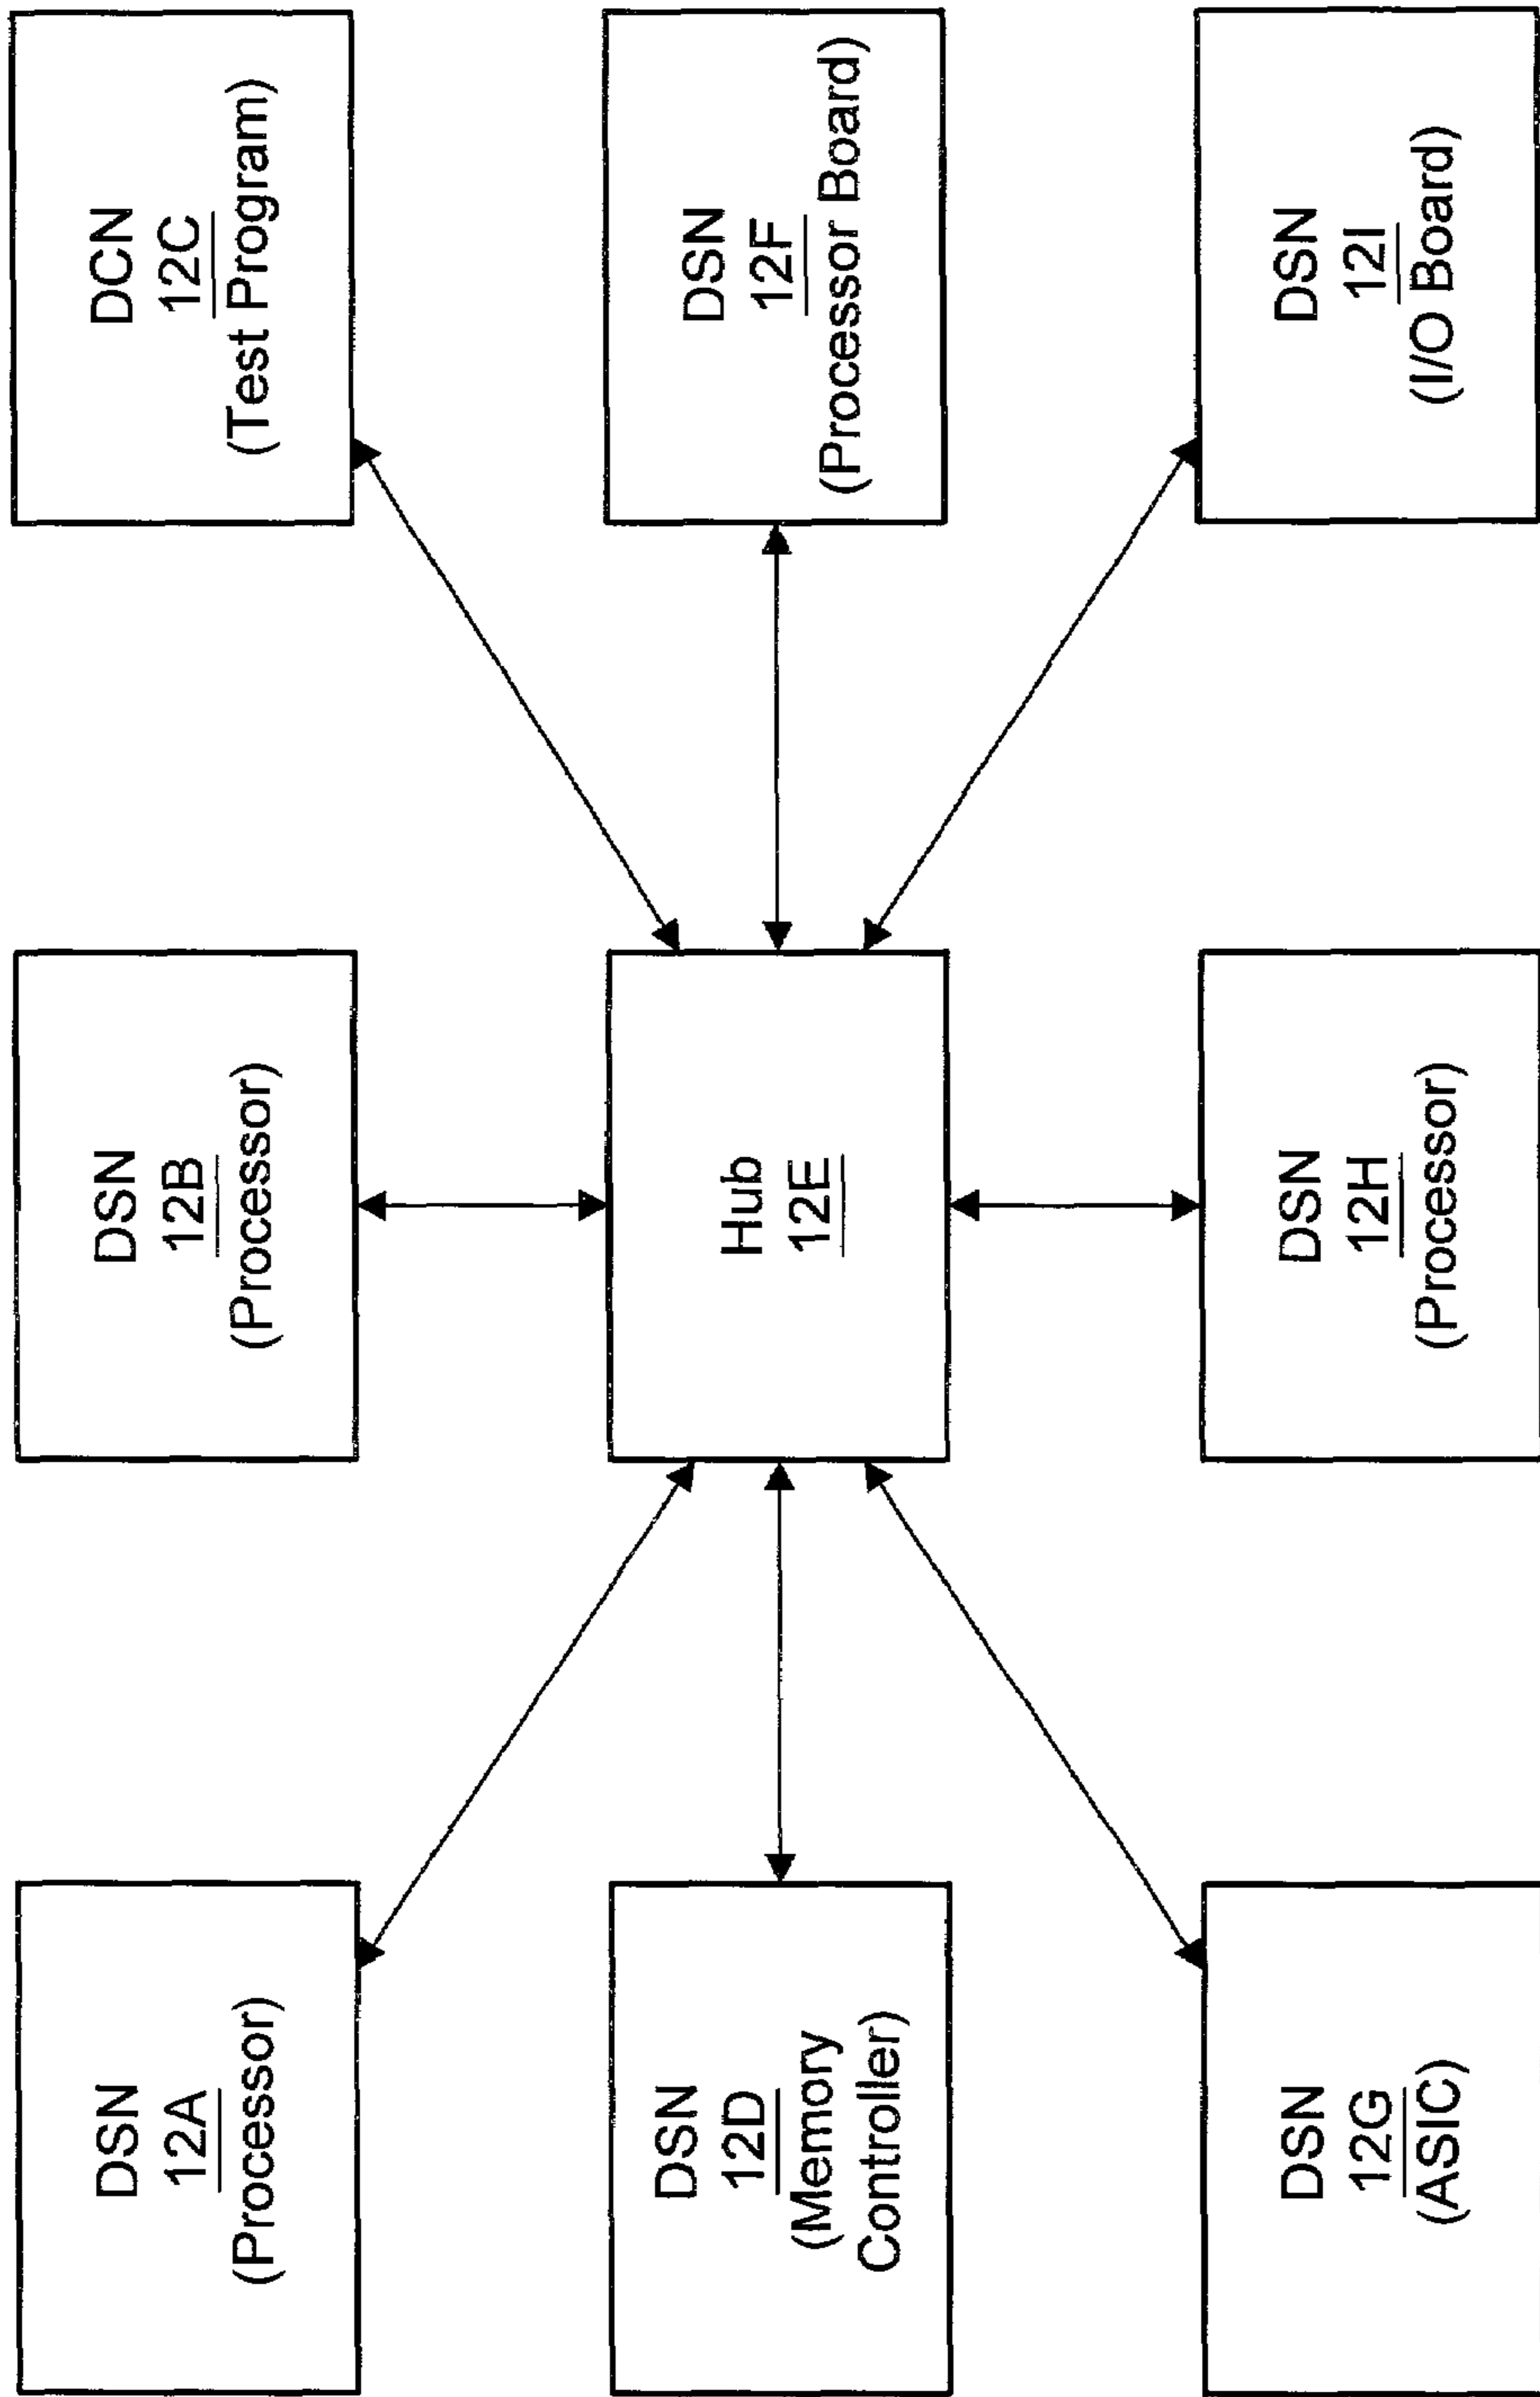 DSN
12A
(Processor)
DSN
12B
(Processor)
DCN
12C
(Test Program)
DSN
12D
(Memory
Controller)
Hub
12E
DSN
12F
(Processor Board)
DSN
12G
(ASIC)
DSN
12H
(Processor)
DSN
12I
(I/O Board)